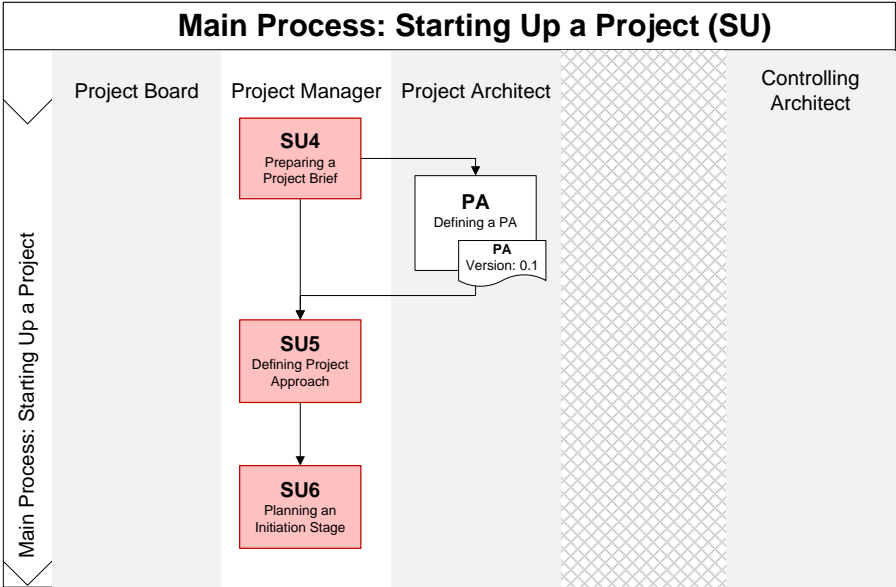 Main Process: Starting Up a Project (SU)
Main Process: Starting Up a Project
Project Board
Project Manager
Project Architect
Controlling
Architect
SU4
Preparing a
Project Brief
PA
Defining a PA
PA
Version: 0.1
SU5
Defining Project
Approach
SU6
Planning an
Initiation Stage